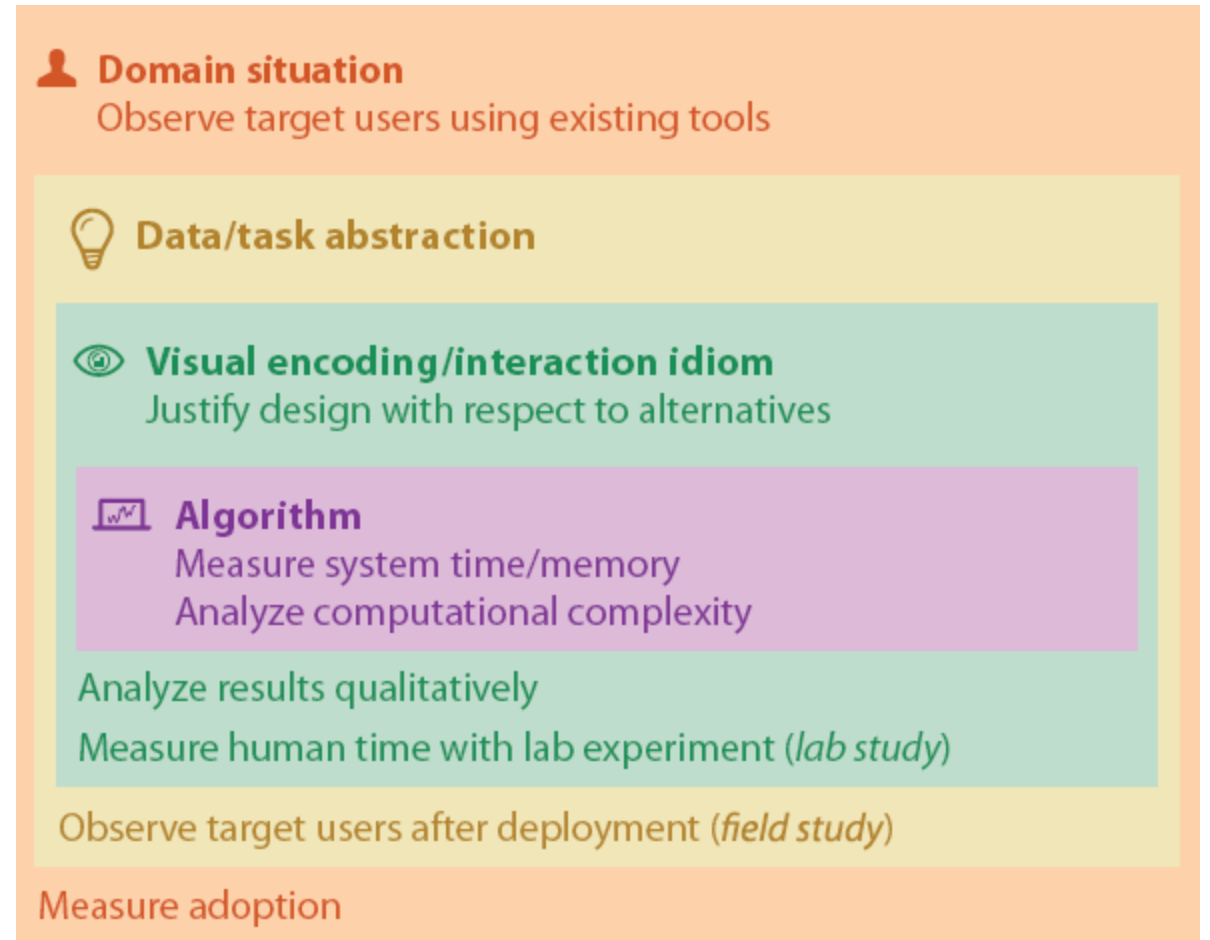 Domain situation
Observe target users using existing tools
Data/task abstraction
Visual encoding/interaction idiom
Justify design with respect to alternatives
Algorithm
Measure system time/memory
Analyze computational complexity
Analyze results qualitatively
Measure human time with lab experiment (lab study)
Observe target users after deployment (field study)
Measure adoption